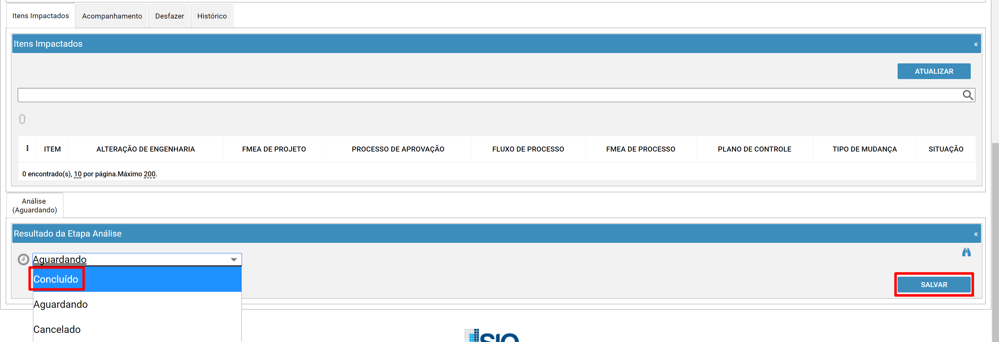 Itens Impactados
Acompanhamento
Desfazer
Histórico
Itens Impactados
«
ATUALIZAR
0
ITEM
ALTERAÇÃO DE ENGENHARIA
FMEA DE PROJETO
PROCESSO DE APROVAÇÃO
FLUXO DE PROCESSO
FMEA DE PROCESSO
PLANO DE CONTROLE
TIPO DE MUDANÇA
SITUAÇÃO
0 encontrado(s), 10 por página.Máximo 200.
Análise
(Aguardando)
Resultado da Etapa Análise
«
Aguardando
Concluído
SALVAR
Aguardando
Cancelado